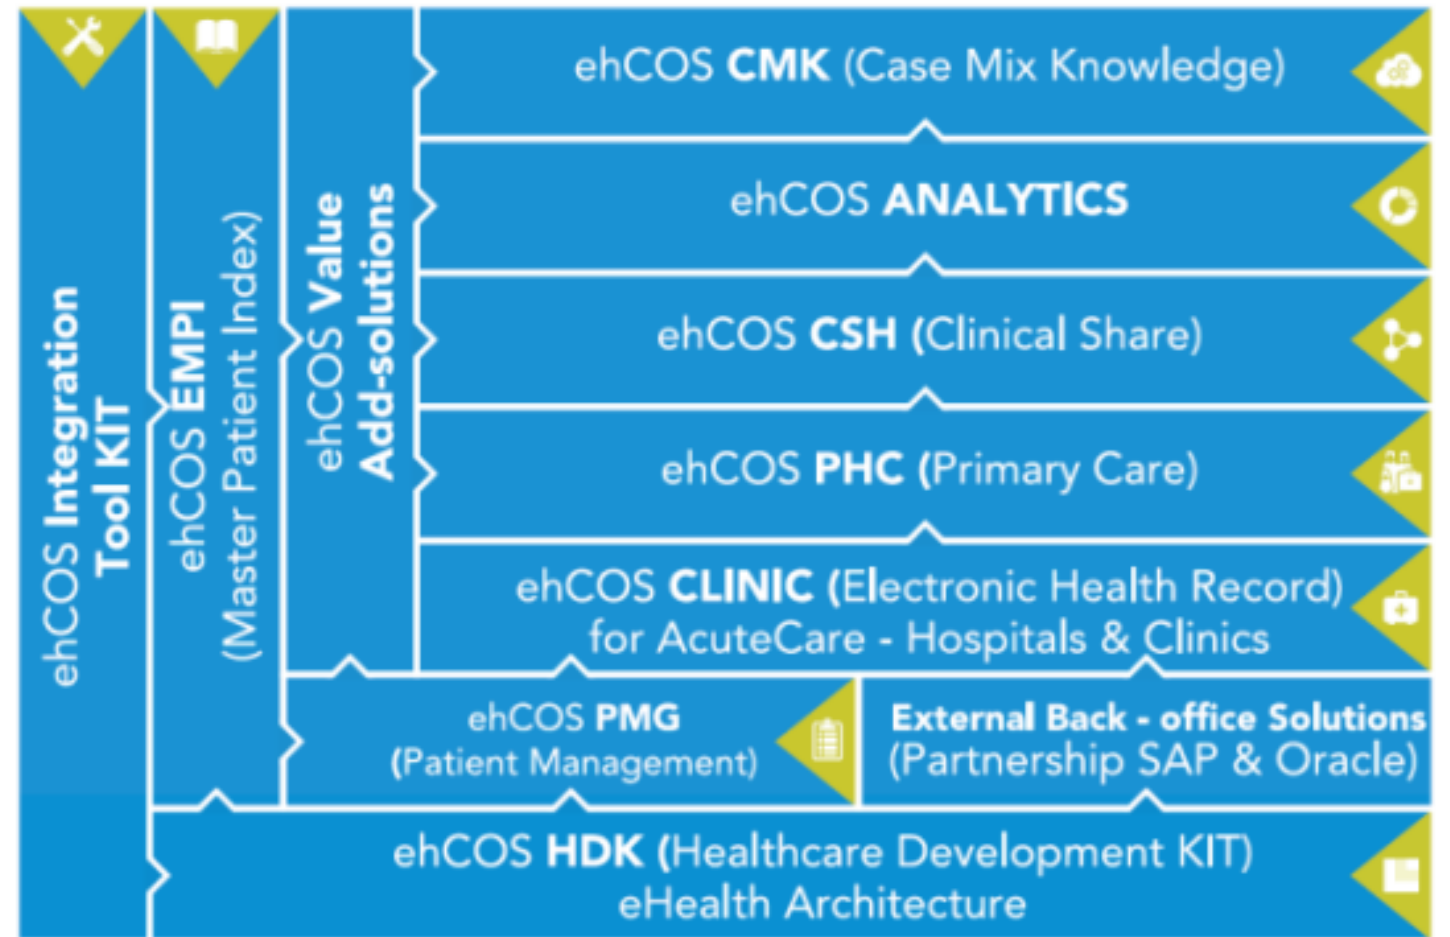 ehCOS Integration
Tool KIT
ehCOS EMPI
(Master Patient Index)
ehCOS Value
Add-solutions
ehCOS CMK (Case Mix Knowledge)
ehCOS ANALYTICS
ehCOS CSH (Clinical Share)
ehCOS PHC (Primary Care)
ehCOS CLINIC (Electronic Health Record)
for AcuteCare - Hospitals & Clinics
ehCOS PMG
(Patient Management)
External Back - office Solutions
(Partnership SAP & Oracle)
ehCOS HDK (Healthcare Development KIT)
eHealth Architecture